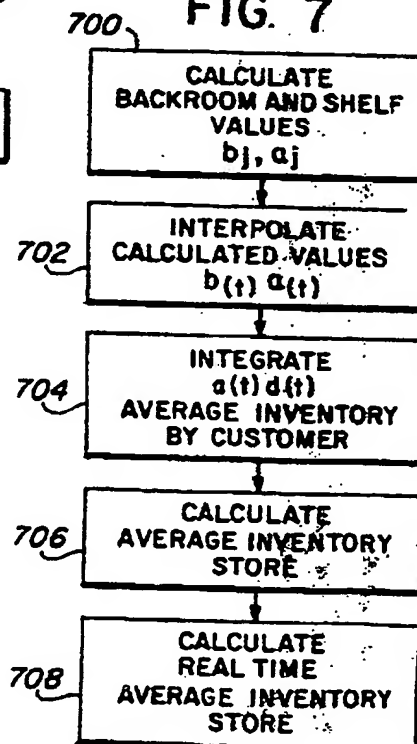 FIG. 7
700
CALCULATE
BACKROOM AND SHELF
VALUES
bj, aj
702
INTERPOLATE
CALCULATED VALUES
b(t) a(t)
704
INTEGRATE
a(t) d(t)
AVERAGE INVENTORY
BY CUSTOMER
706
CALCULATE
AVERAGE INVENTORY
STORE
708
CALCULATE
REAL TIME
AVERAGE INVENTORY
STORE